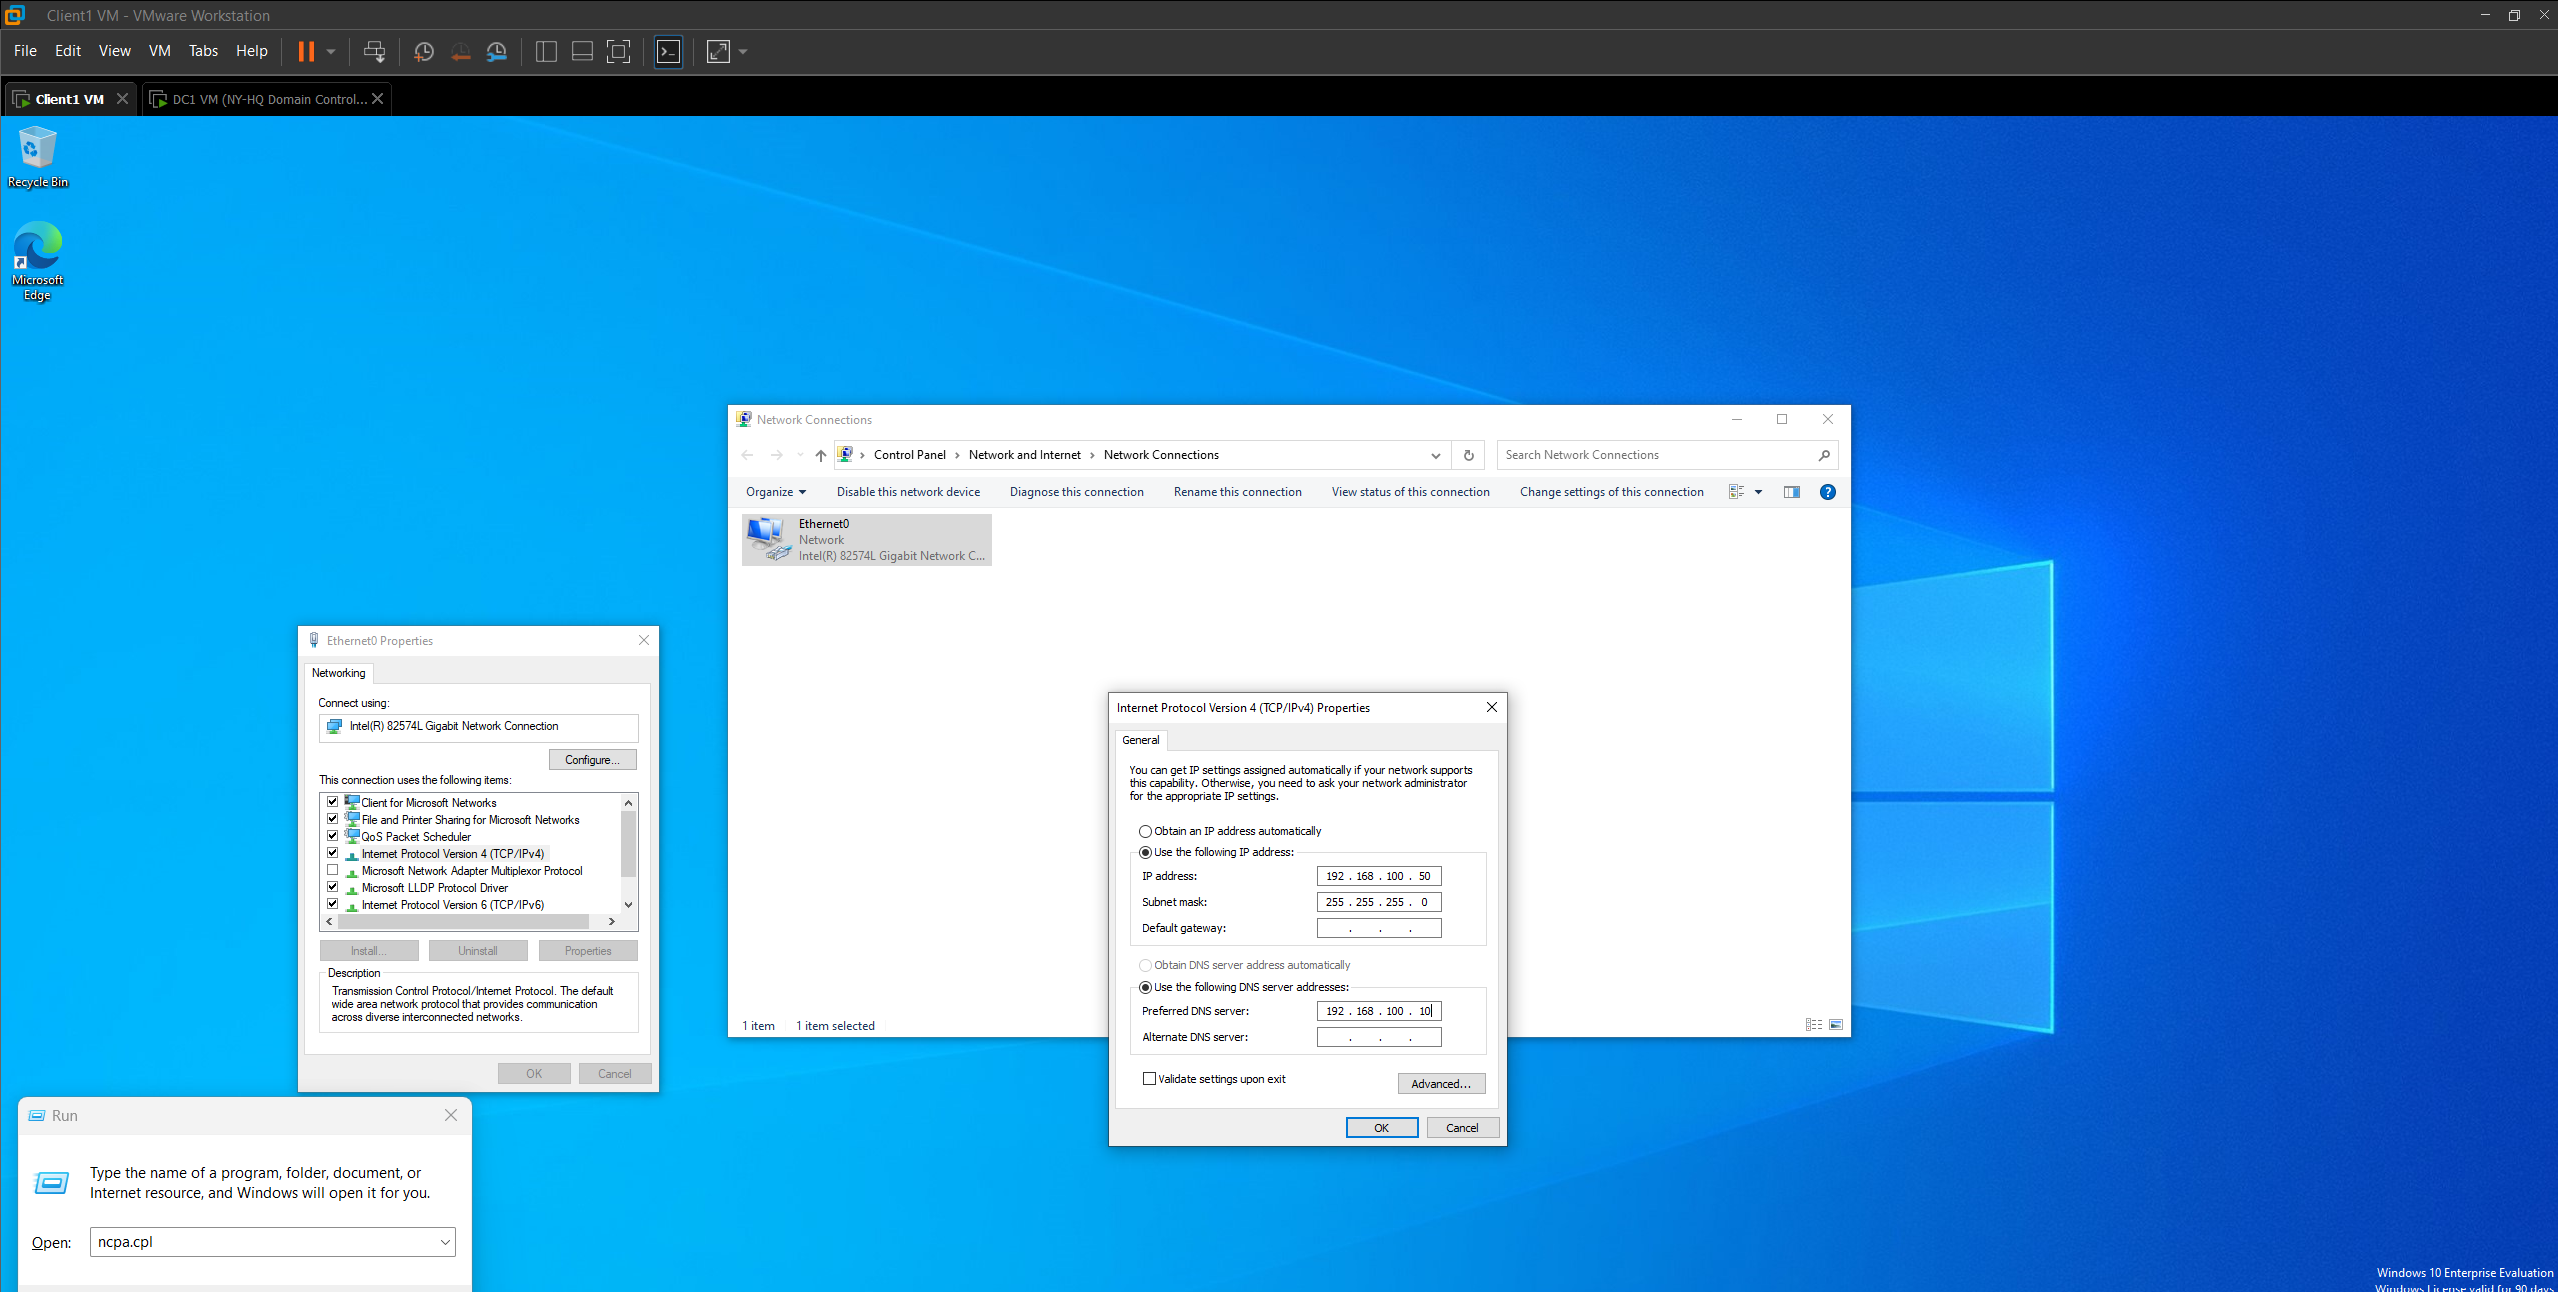 Client1 VM - VMware Workstation
File Edit View VM Tabs Help
Client1 VM
DC1 VM (NY-HQ Domain Control...
Recycle Bin
Microsoft
Edge
Network Connections
Control Panel > Network and Internet > Network Connections
Search Network Connections
Organize
Disable this network device
Diagnose this connection
Rename this connection
View status of this connection
Change settings of this connection
Ethernet0
Network
Intel(R) 82574L Gigabit Network C...
1 item
1 item selected
Ethernet0 Properties
Networking
Connect using:
Intel(R) 82574L Gigabit Network Connection
Configure...
This connection uses the following items:
Client for Microsoft Networks
File and Printer Sharing for Microsoft Networks
QoS Packet Scheduler
Internet Protocol Version 4 (TCP/IPv4)
Microsoft Network Adapter Multiplexor Protocol
Microsoft LLDP Protocol Driver
Internet Protocol Version 6 (TCP/IPv6)
Install...
Uninstall
Properties
Description
Transmission Control Protocol/Internet Protocol. The default
wide area network protocol that provides communication
across diverse interconnected networks.
OK
Cancel
Internet Protocol Version 4 (TCP/IPv4) Properties
General
You can get IP settings assigned automatically if your network supports
this capability. Otherwise, you need to ask your network administrator
for the appropriate IP settings.
Obtain an IP address automatically
Use the following IP address:
IP address: 192 . 168 . 100 . 50
Subnet mask: 255 . 255 . 255 . 0
Default gateway: . . .
Obtain DNS server address automatically
Use the following DNS server addresses:
Preferred DNS server: 192 . 168 . 100 . 10
Alternate DNS server: . . .
Validate settings upon exit
Advanced...
OK
Cancel
Run
Type the name of a program, folder, document, or
Internet resource, and Windows will open it for you.
Open: ncpa.cpl
Windows 10 Enterprise Evaluation
Windows License valid for 90 days